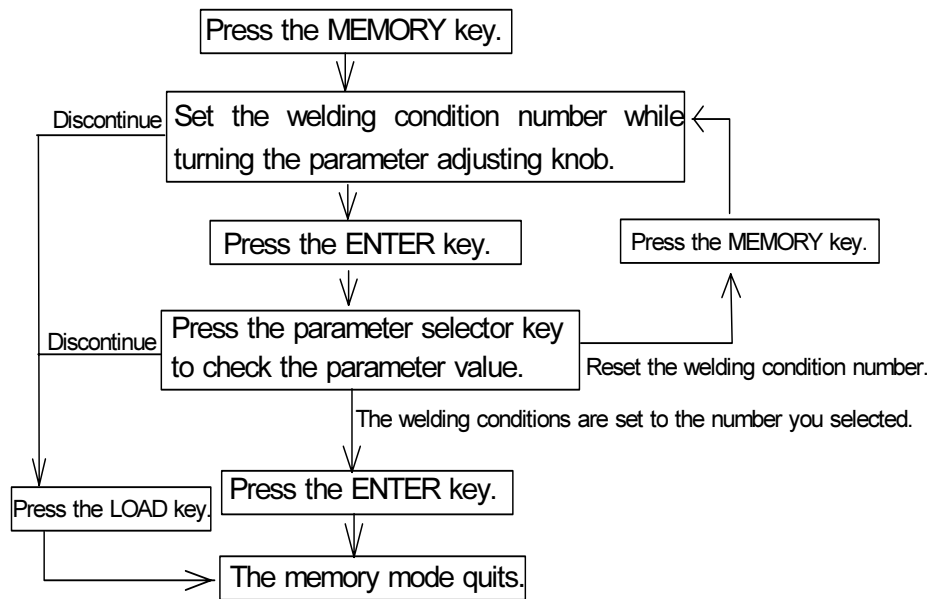 Press the MEMORY key.
Discontinue
Set the welding condition number while
turning the parameter adjusting knob.
Press the ENTER key.
Press the MEMORY key.
Discontinue
Press the parameter selector key
to check the parameter value.
Reset the welding condition number.
The welding conditions are set to the number you selected.
Press the LOAD key.
Press the ENTER key.
The memory mode quits.